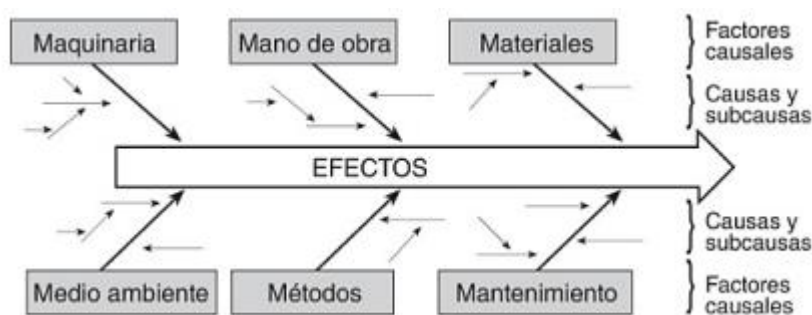 Maquinaria
Mano de obra
Materiales
Factores
causales
Causas y
subcausas
EFECTOS
Causas y
subcausas
Medio ambiente
Métodos
Mantenimiento
Factores
causales